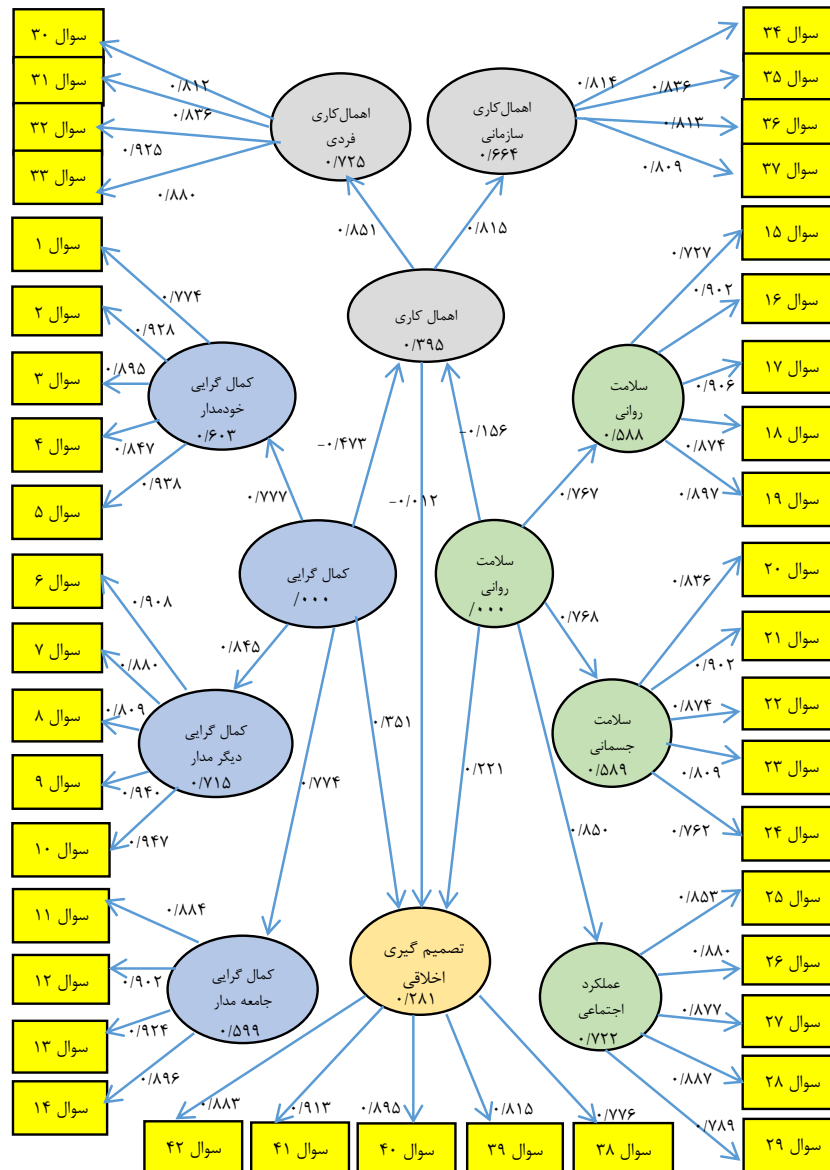 سوال ۳۰
سوال ۳۱
سوال ۳۲
سوال ۳۳
۰/۸۱۲
۰/۸۳۶
۰/۹۲۵
۰/۸۸۰
اهمال‌کاری
فردی
۰/۷۲۵
اهمال‌کاری
سازمانی
۰/۶۶۴
۰/۸۱۴
۰/۸۳۶
۰/۸۱۳
۰/۸۰۹
سوال ۳۴
سوال ۳۵
سوال ۳۶
سوال ۳۷
۰/۸۵۱
۰/۸۱۵
اهمال کاری
۰/۳۹۵
سوال ۱
سوال ۲
سوال ۳
سوال ۴
سوال ۵
۰/۷۷۴
۰/۹۲۸
۰/۸۹۵
۰/۸۴۷
۰/۹۳۸
کمال گرایی
خودمدار
۰/۶۰۳
سلامت
روانی
۰/۵۸۸
۰/۷۲۷
۰/۹۰۲
۰/۹۰۶
۰/۸۷۴
۰/۸۹۷
سوال ۱۵
سوال ۱۶
سوال ۱۷
سوال ۱۸
سوال ۱۹
۰/۷۷۷
−۰/۴۷۳
−۰/۰۱۲
−۰/۱۵۶
۰/۷۶۷
کمال گرایی
/۰۰۰
سلامت
روانی
/۰۰۰
سوال ۶
سوال ۷
سوال ۸
سوال ۹
سوال ۱۰
۰/۹۰۸
۰/۸۸۰
۰/۸۰۹
۰/۹۴۰
۰/۹۴۷
کمال گرایی
دیگر مدار
۰/۷۱۵
۰/۸۴۵
۰/۷۷۴
۰/۳۵۱
۰/۲۲۱
۰/۷۶۸
۰/۸۵۰
سلامت
جسمانی
۰/۵۸۹
۰/۸۳۶
۰/۹۰۲
۰/۸۷۴
۰/۸۰۹
۰/۷۶۲
سوال ۲۰
سوال ۲۱
سوال ۲۲
سوال ۲۳
سوال ۲۴
سوال ۱۱
سوال ۱۲
سوال ۱۳
سوال ۱۴
۰/۸۸۴
۰/۹۰۲
۰/۹۲۴
۰/۸۹۶
کمال گرایی
جامعه مدار
۰/۵۹۹
تصمیم گیری
اخلاقی
۰/۲۸۱
عملکرد
اجتماعی
۰/۷۲۲
۰/۸۵۳
۰/۸۸۰
۰/۸۷۷
۰/۸۸۷
۰/۷۸۹
سوال ۲۵
سوال ۲۶
سوال ۲۷
سوال ۲۸
سوال ۲۹
۰/۸۸۳
۰/۹۱۳
۰/۸۹۵
۰/۸۱۵
۰/۷۷۶
سوال ۴۲
سوال ۴۱
سوال ۴۰
سوال ۳۹
سوال ۳۸